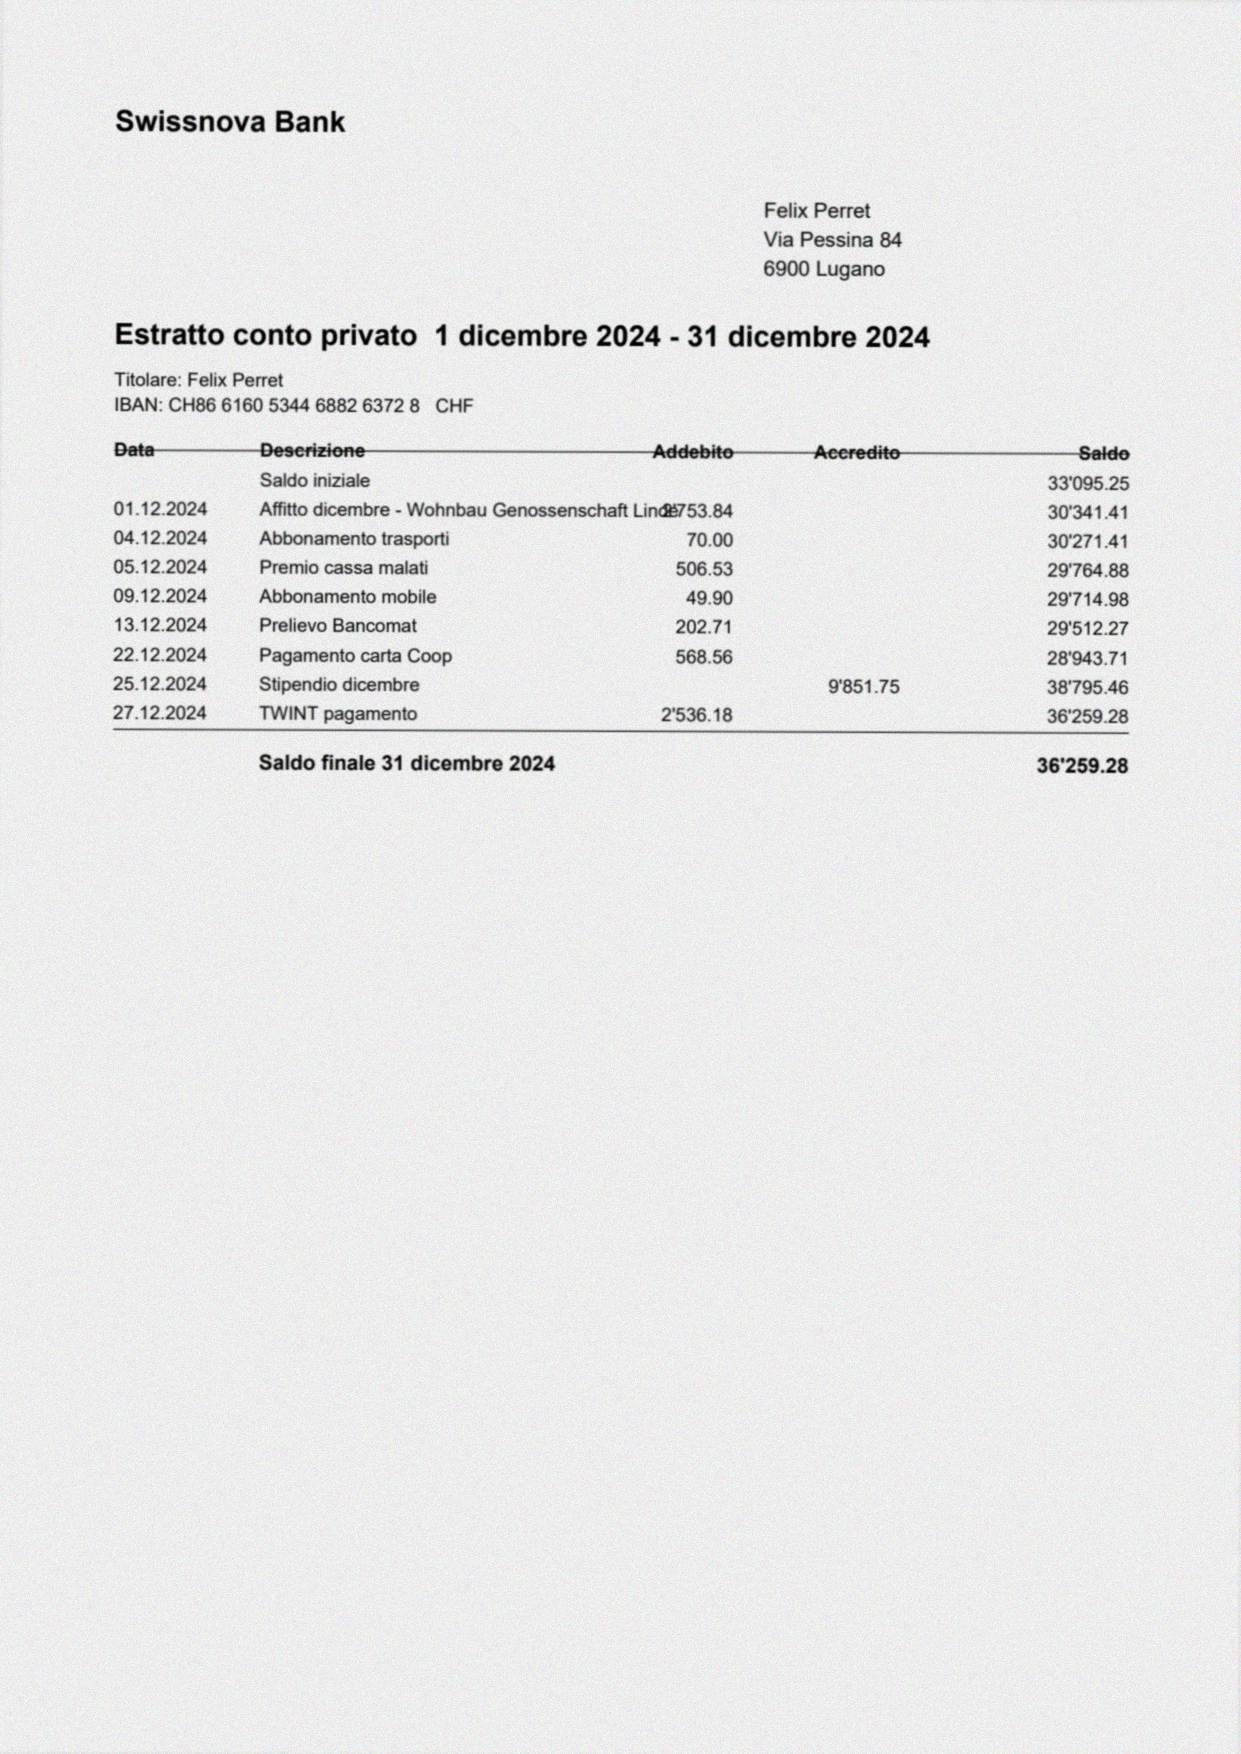 Swissnova Bank
Felix Perret
Via Pessina 84
6900 Lugano
Estratto conto privato 1 dicembre 2024 - 31 dicembre 2024
Titolare: Felix Perret
IBAN: CH86 6160 5344 6882 6372 8 CHF
Data Descrizione Addebito Accredito Saldo
Saldo iniziale 33'095.25
01.12.2024 Affitto dicembre - Wohnbau Genossenschaft Linde 2'753.84 30'341.41
04.12.2024 Abbonamento trasporti 70.00 30'271.41
05.12.2024 Premio cassa malati 506.53 29'764.88
09.12.2024 Abbonamento mobile 49.90 29'714.98
13.12.2024 Prelievo Bancomat 202.71 29'512.27
22.12.2024 Pagamento carta Coop 568.56 28'943.71
25.12.2024 Stipendio dicembre 9'851.75 38'795.46
27.12.2024 TWINT pagamento 2'536.18 36'259.28
Saldo finale 31 dicembre 2024 36'259.28